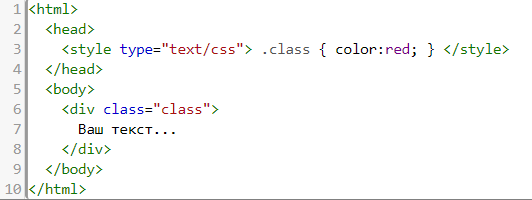 1 <html>
2 <head>
3 <style type="text/css"> .class { color:red; } </style>
4 </head>
5 <body>
6 <div class="class">
7 Ваш текст...
8 </div>
9 </body>
10 </html>